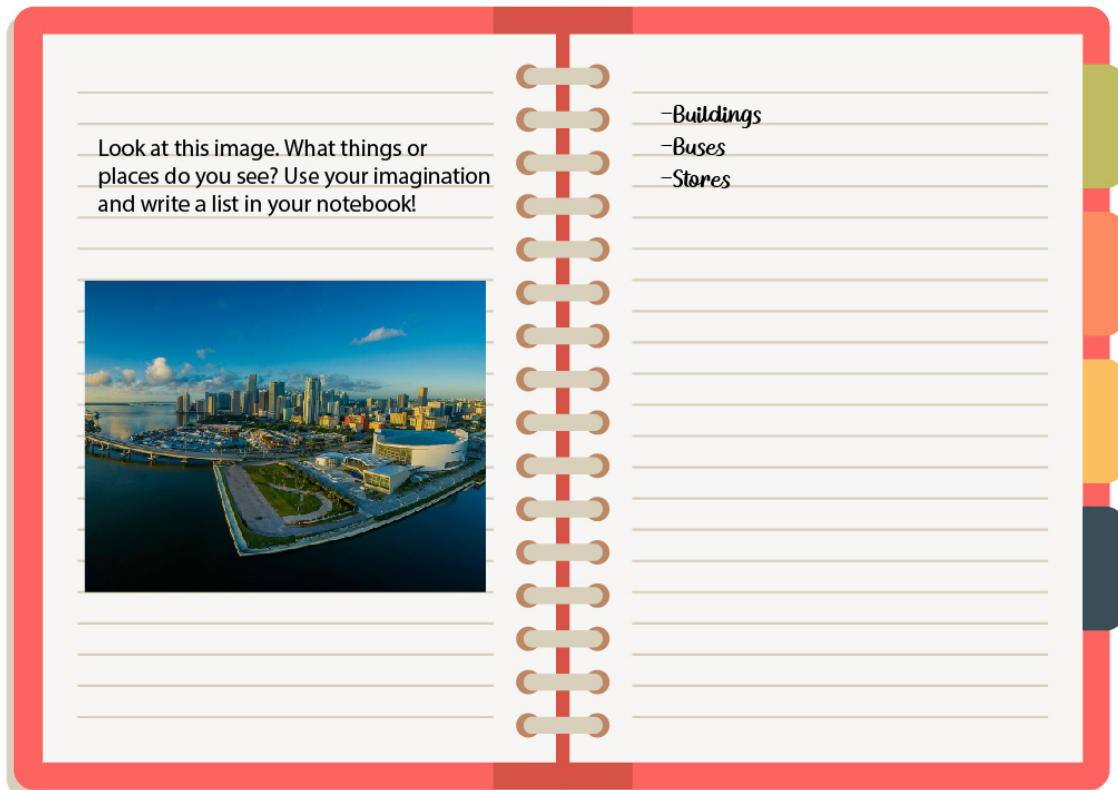 Look at this image. What things or
places do you see? Use your imagination
and write a list in your notebook!
-Buildings
-Buses
-Stores